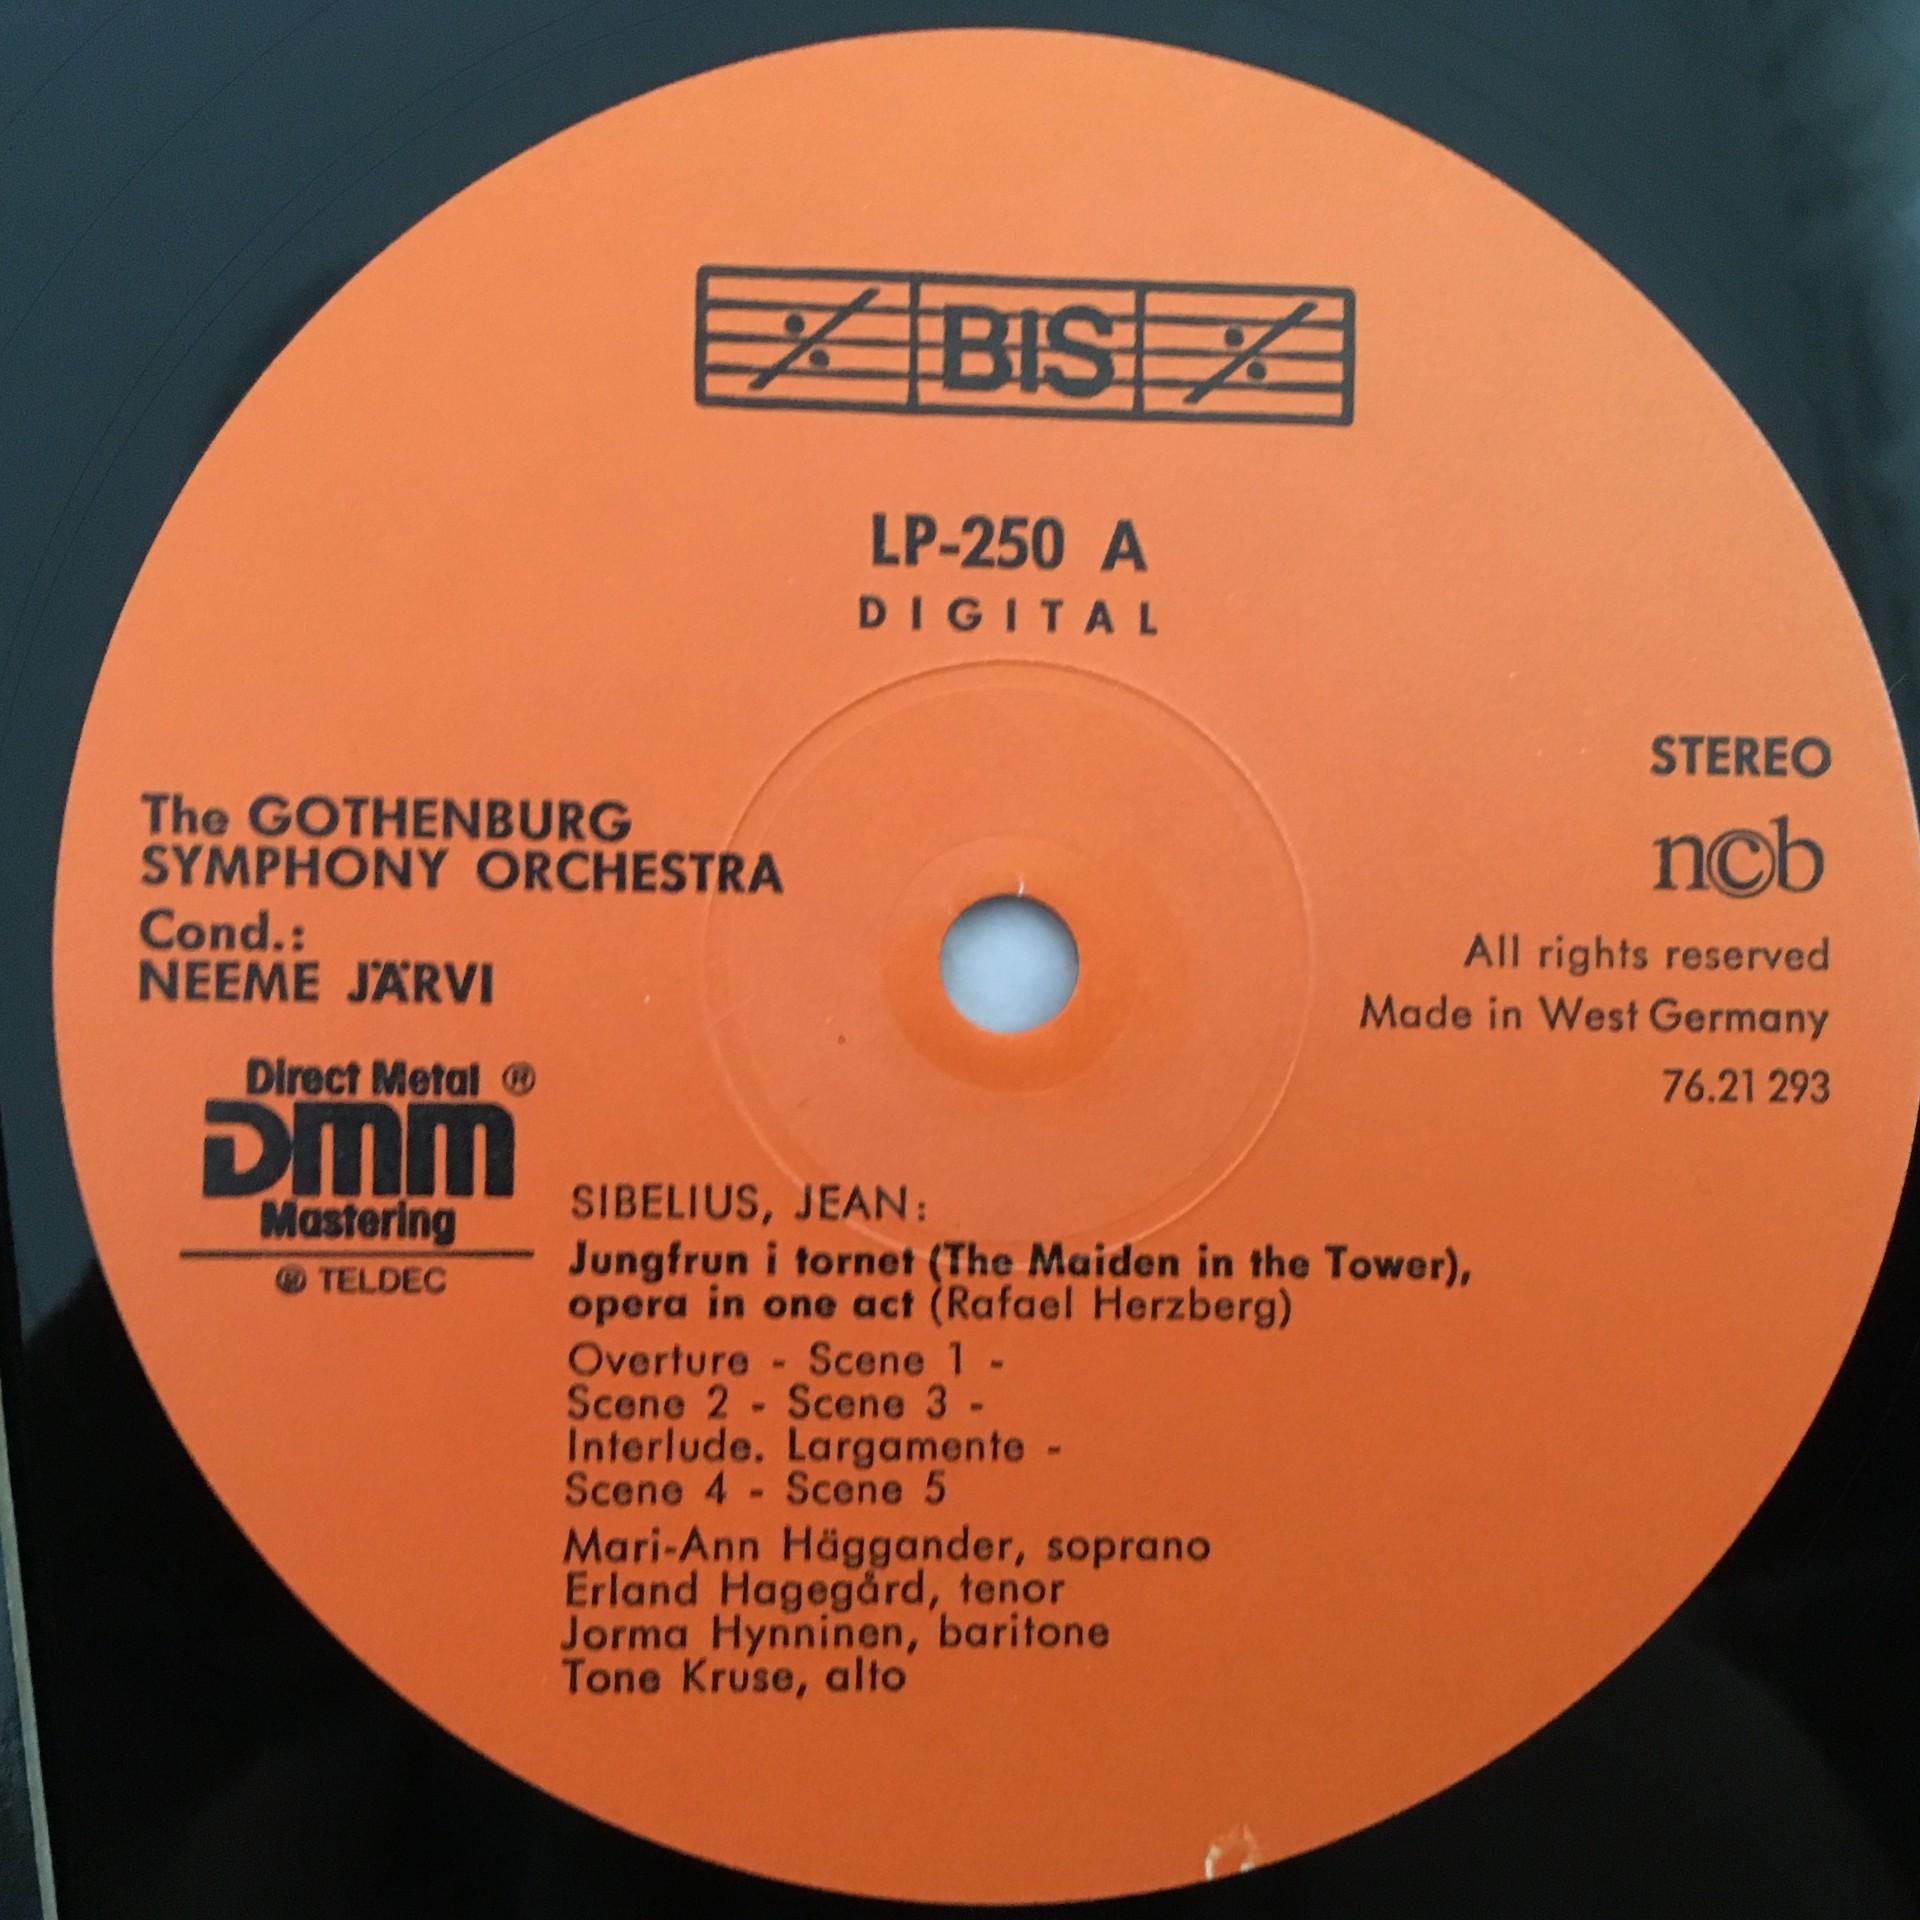 BIS
LP-250 A
DIGITAL
STEREO
n©b
All rights reserved
Made in West Germany
76.21 293
The GOTHENBURG
SYMPHONY ORCHESTRA
Cond.:
NEEME JÄRVI
Direct Metal ®
DMM
Mastering
® TELDEC
SIBELIUS, JEAN:
Jungfrun i tornet (The Maiden in the Tower),
opera in one act (Rafael Herzberg)
Overture - Scene 1 -
Scene 2 - Scene 3 -
Interlude. Largamente -
Scene 4 - Scene 5
Mari-Ann Häggander, soprano
Erland Hagegård, tenor
Jorma Hynninen, baritone
Tone Kruse, alto